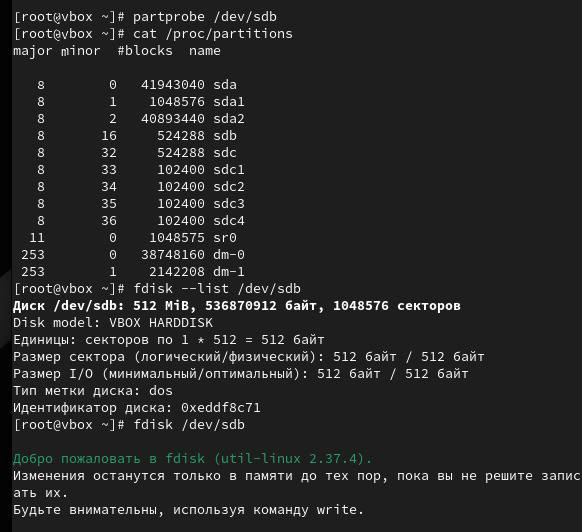 [root@vbox ~]# partprobe /dev/sdb
[root@vbox ~]# cat /proc/partitions
major minor  #blocks  name

   8        0   41943040 sda
   8        1    1048576 sda1
   8        2   40893440 sda2
   8       16     524288 sdb
   8       32     524288 sdc
   8       33     102400 sdc1
   8       34     102400 sdc2
   8       35     102400 sdc3
   8       36     102400 sdc4
  11        0    1048575 sr0
 253        0   38748160 dm-0
 253        1    2142208 dm-1
[root@vbox ~]# fdisk --list /dev/sdb
Диск /dev/sdb: 512 MiB, 536870912 байт, 1048576 секторов
Disk model: VBOX HARDDISK
Единицы: секторов по 1 * 512 = 512 байт
Размер сектора (логический/физический): 512 байт / 512 байт
Размер I/O (минимальный/оптимальный): 512 байт / 512 байт
Тип метки диска: dos
Идентификатор диска: 0xeddf8c71
[root@vbox ~]# fdisk /dev/sdb

Добро пожаловать в fdisk (util-linux 2.37.4).
Изменения останутся только в памяти до тех пор, пока вы не решите запис
ать их.
Будьте внимательны, используя команду write.